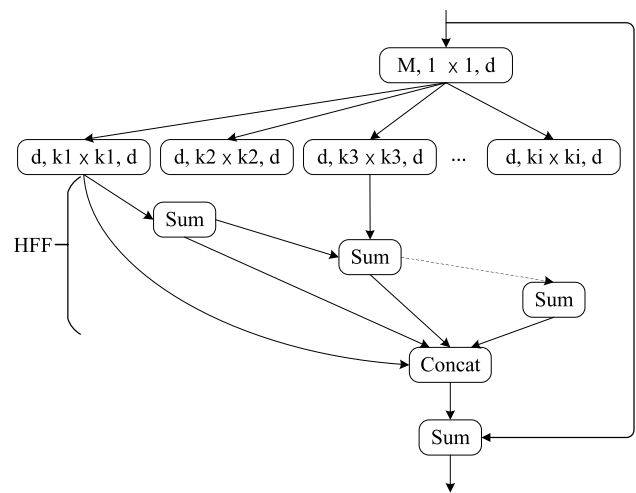 M, 1 × 1, d
d, k1 × k1, d
d, k2 × k2, d
d, k3 × k3, d
...
d, ki × ki, d
Sum
HFF
Sum
Sum
Concat
Sum